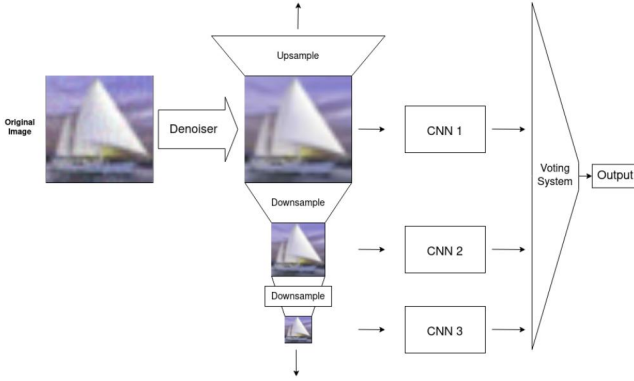 Upsample
Original
Image
Denoiser
CNN 1
Downsample
Voting
System
Output
CNN 2
Downsample
CNN 3